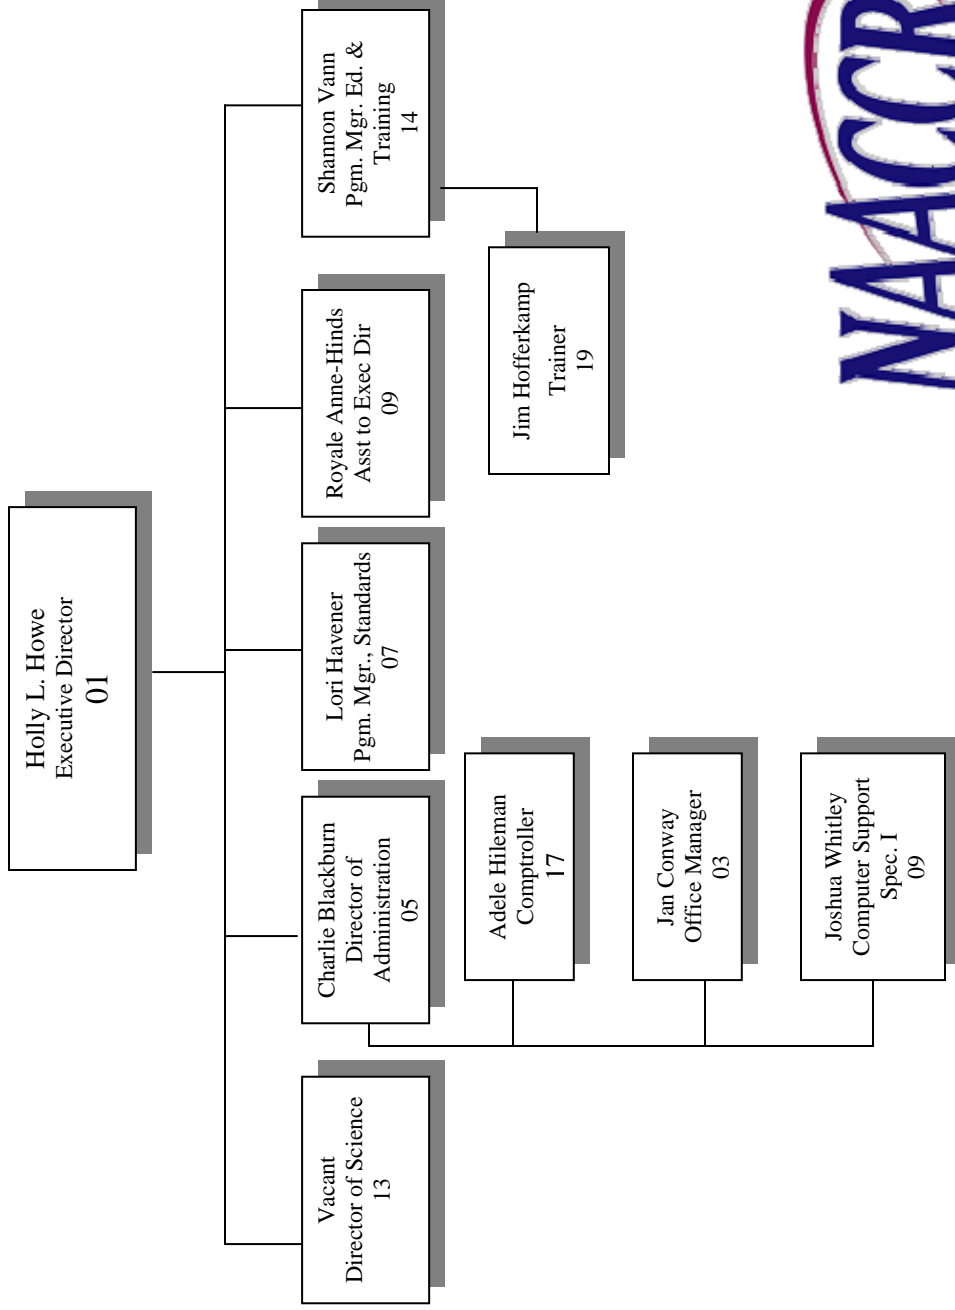 Holly L. Howe
Executive Director
01
Vacant
Director of Science
13
Charlie Blackburn
Director of
Administration
05
Lori Havener
Pgm. Mgr., Standards
07
Royale Anne-Hinds
Asst to Exec Dir
09
Shannon Vann
Pgm. Mgr. Ed. &
Training
14
Adele Hileman
Comptroller
17
Jan Conway
Office Manager
03
Joshua Whitley
Computer Support
Spec. I
09
Jim Hofferkamp
Trainer
19
NAACCR